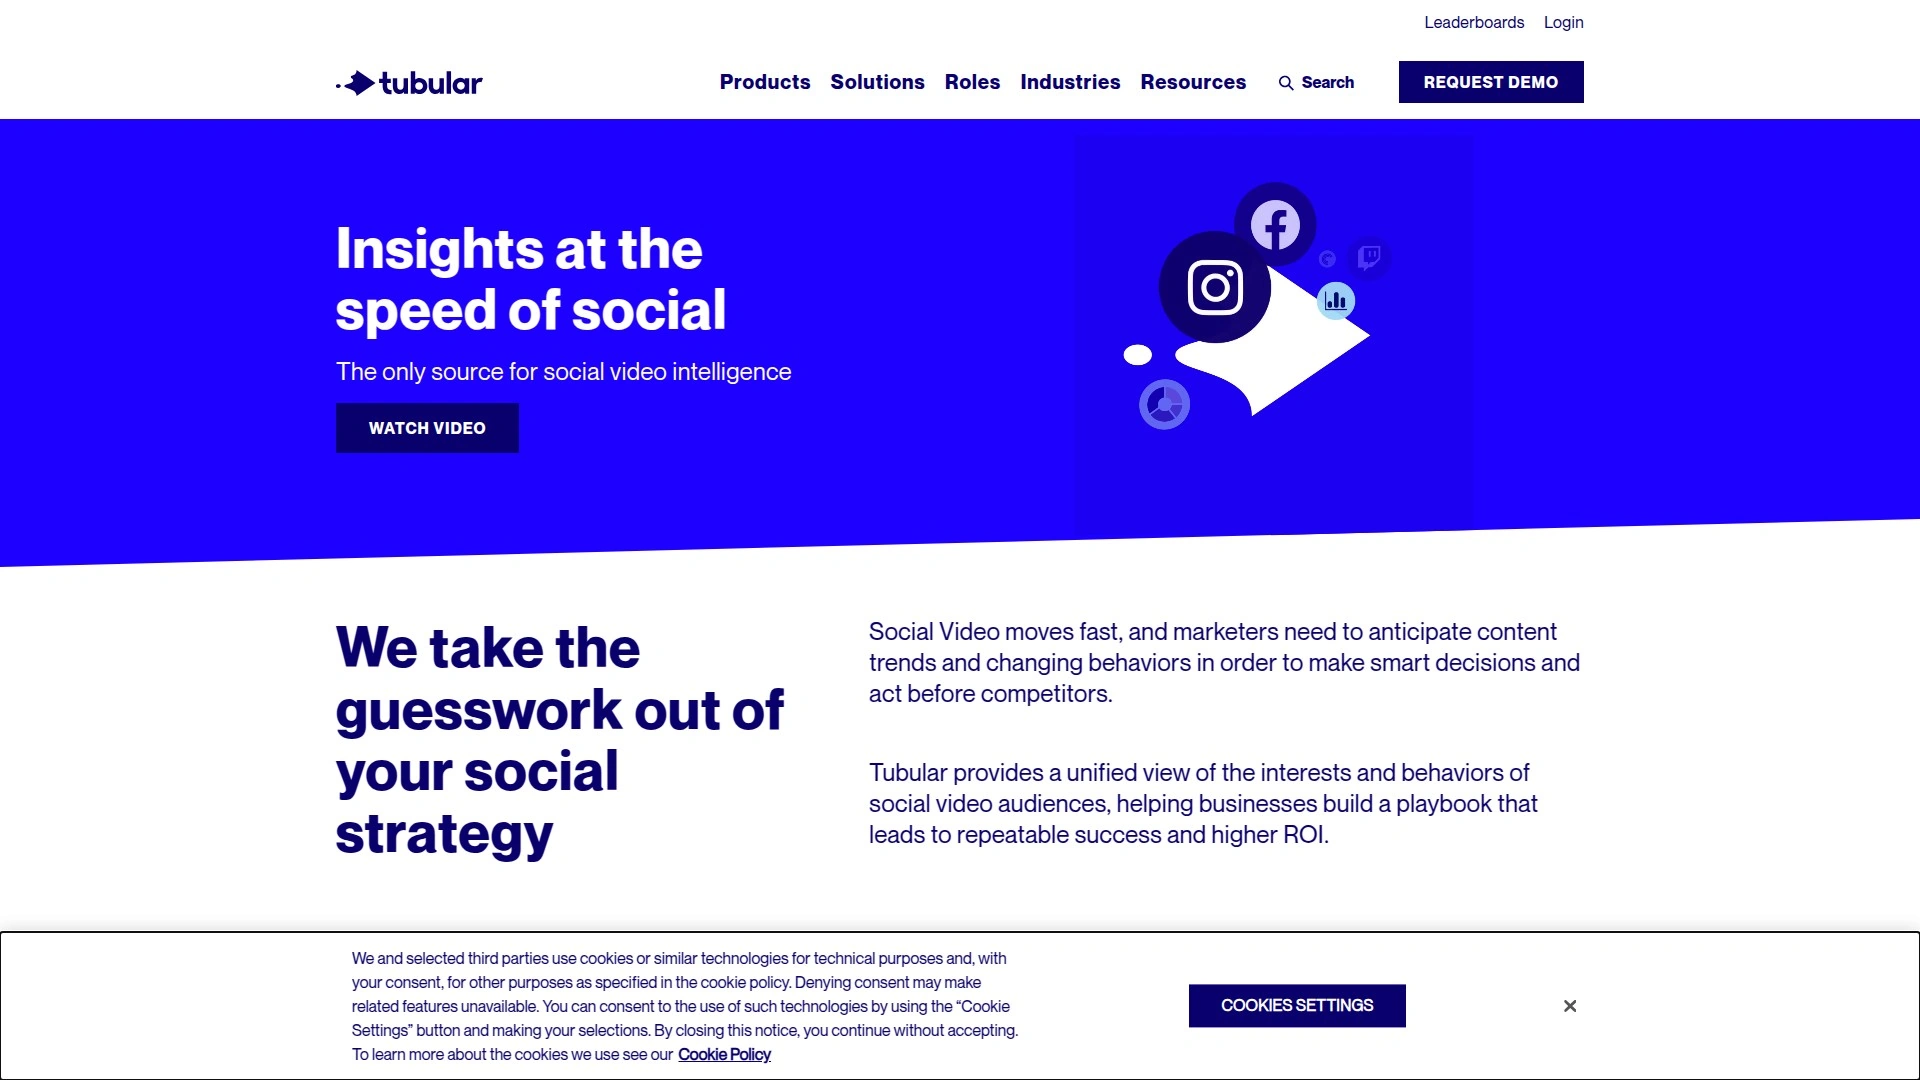 Leaderboards Login
tubular
Products Solutions Roles Industries Resources Search REQUEST DEMO
Insights at the
speed of social
The only source for social video intelligence
WATCH VIDEO
We take the
guesswork out of
your social
strategy
Social Video moves fast, and marketers need to anticipate content
trends and changing behaviors in order to make smart decisions and
act before competitors.
Tubular provides a unified view of the interests and behaviors of
social video audiences, helping businesses build a playbook that
leads to repeatable success and higher ROI.
We and selected third parties use cookies or similar technologies for technical purposes and, with
your consent, for other purposes as specified in the cookie policy. Denying consent may make
related features unavailable. You can consent to the use of such technologies by using the “Cookie
Settings” button and making your selections. By closing this notice, you continue without accepting.
To learn more about the cookies we use see our Cookie Policy
COOKIES SETTINGS